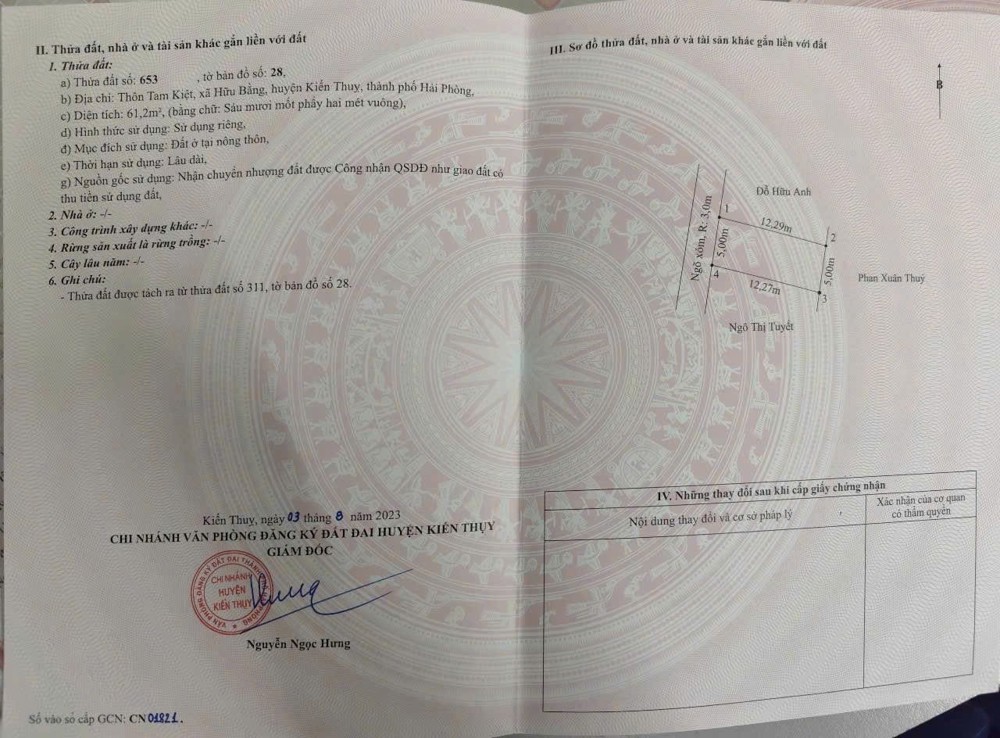 II. Thửa đất, nhà ở và tài sản khác gắn liền với đất
1. Thửa đất:
a) Thửa đất số: 653 , tờ bản đồ số: 28,
b) Địa chỉ: Thôn Tam Kiệt, xã Hữu Bằng, huyện Kiến Thụy, thành phố Hải Phòng,
c) Diện tích: 61,2m², (bằng chữ: Sáu mươi mốt phẩy hai mét vuông),
d) Hình thức sử dụng: Sử dụng riêng,
đ) Mục đích sử dụng: Đất ở tại nông thôn,
e) Thời hạn sử dụng: Lâu dài,
g) Nguồn gốc sử dụng: Nhận chuyển nhượng đất được Công nhận QSDĐ như giao đất có
thu tiền sử dụng đất,
2. Nhà ở: -/-
3. Công trình xây dựng khác: -/-
4. Rừng sản xuất là rừng trồng: -/-
5. Cây lâu năm: -/-
6. Ghi chú:
- Thửa đất được tách ra từ thửa đất số 311, tờ bản đồ số 28.
Kiến Thụy, ngày 03 tháng 8 năm 2023
CHI NHÁNH VĂN PHÒNG ĐĂNG KÝ ĐẤT ĐAI HUYỆN KIẾN THỤY
GIÁM ĐỐC
CHI NHÁNH
HUYỆN
KIẾN THỤY
Nguyễn Ngọc Hưng
Số vào sổ cấp GCN: CN 01821.
III. Sơ đồ thửa đất, nhà ở và tài sản khác gắn liền với đất
B
Đỗ Hữu Anh
Ngõ xóm, R: 3,0m
1
12,29m
2
5,00m
5,00m
4
12,27m
3
Phan Xuân Thuỷ
Ngô Thị Tuyết
IV. Những thay đổi sau khi cấp giấy chứng nhận
Nội dung thay đổi và cơ sở pháp lý
Xác nhận của cơ quan
có thẩm quyền